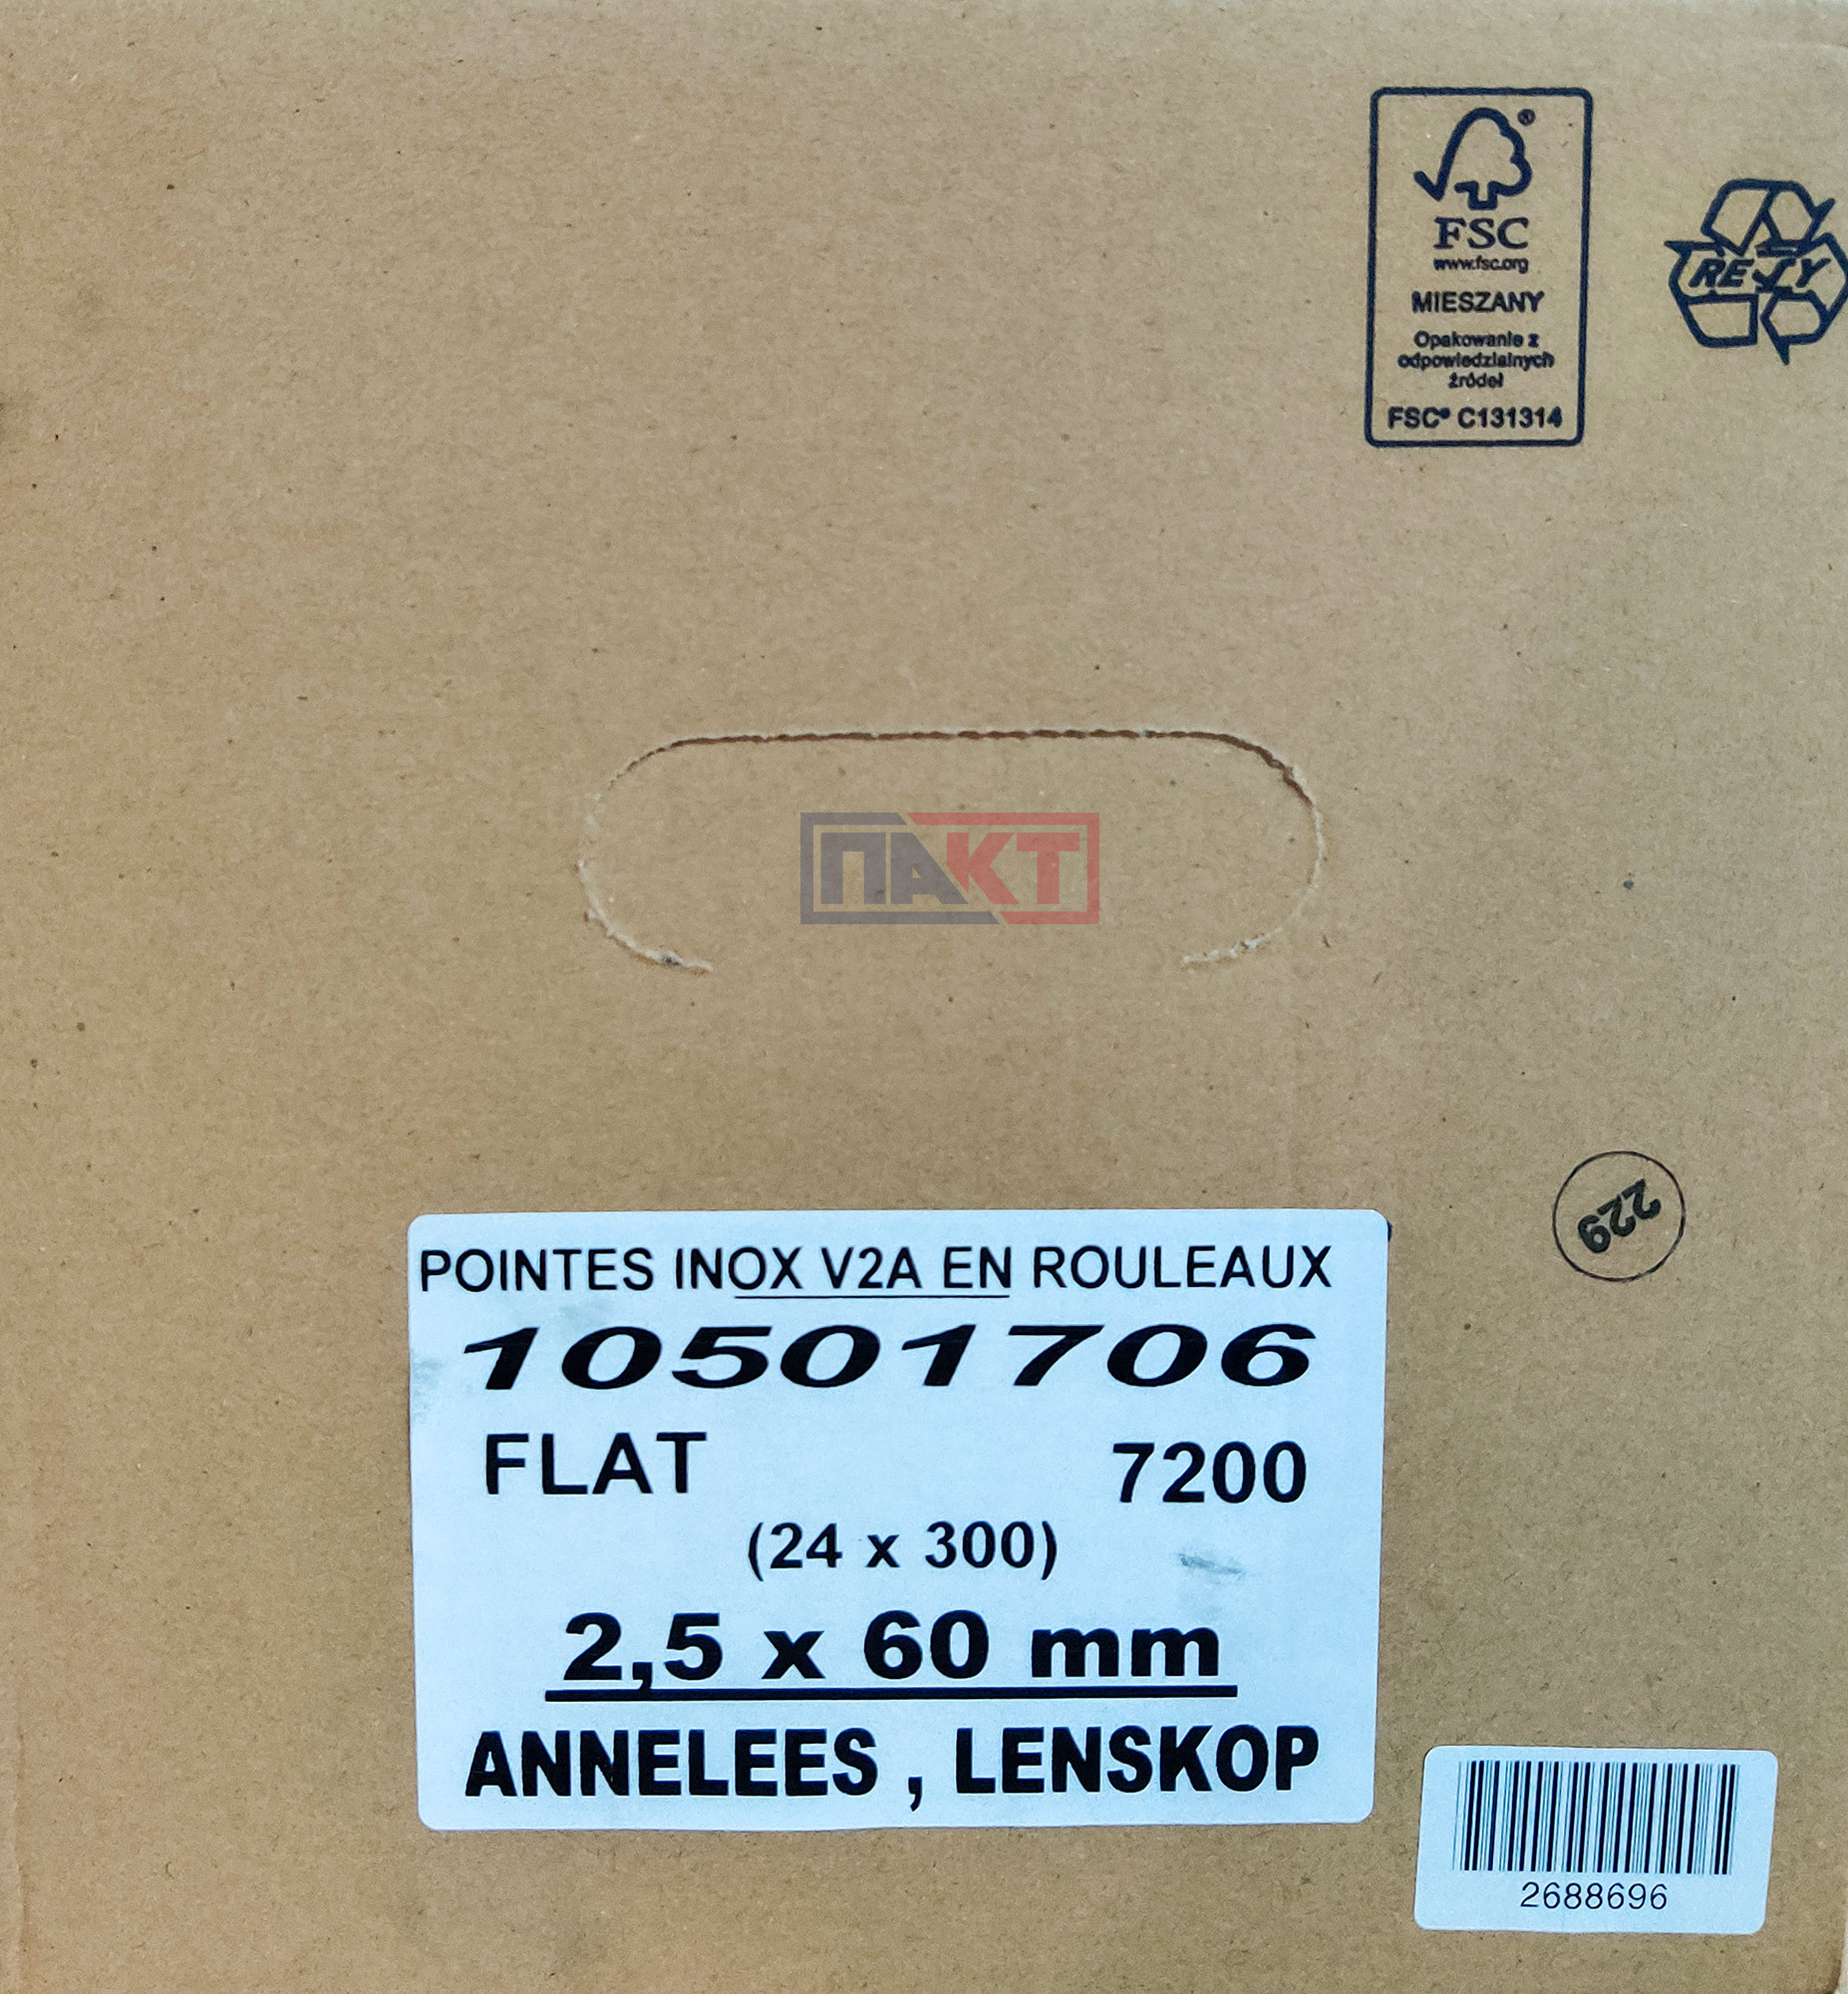 FSC®
www.fsc.org
MIESZANY
Opakowanie z
odpowiedzialnych
źródeł
FSC® C131314
RESY
ПАКТ
229
POINTES INOX V2A EN ROULEAUX
10501706
FLAT 7200
(24 x 300)
2,5 x 60 mm
ANNELEES , LENSKOP
2688696